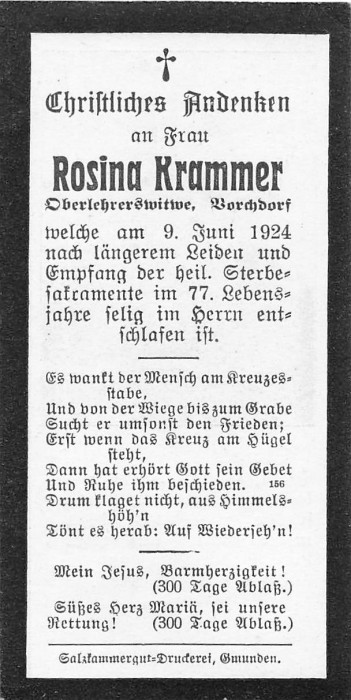 Christliches Andenken
an Frau
Rosina Krammer
Oberlehrerswitwe, Vorchdorf
welche am 9. Juni 1924
nach längerem Leiden und
Empfang der heil. Sterbe-
sakramente im 77. Lebens-
jahre selig im Herrn ent-
schlafen ist.
Es wankt der Mensch am Kreuzes-
stabe,
Und von der Wiege bis zum Grabe
Sucht er umsonst den Frieden;
Erst wenn das Kreuz am Hügel
steht,
Dann hat erhört Gott sein Gebet
Und Ruhe ihm beschieden. 156
Drum klaget nicht, aus Himmels-
höh'n
Tönt es herab: Auf Wiederseh'n!
Mein Jesus, Barmherzigkeit!
(300 Tage Ablaß.)
Süßes Herz Mariä, sei unsere
Rettung! (300 Tage Ablaß.)
Salzkammergut-Druckerei, Gmunden.